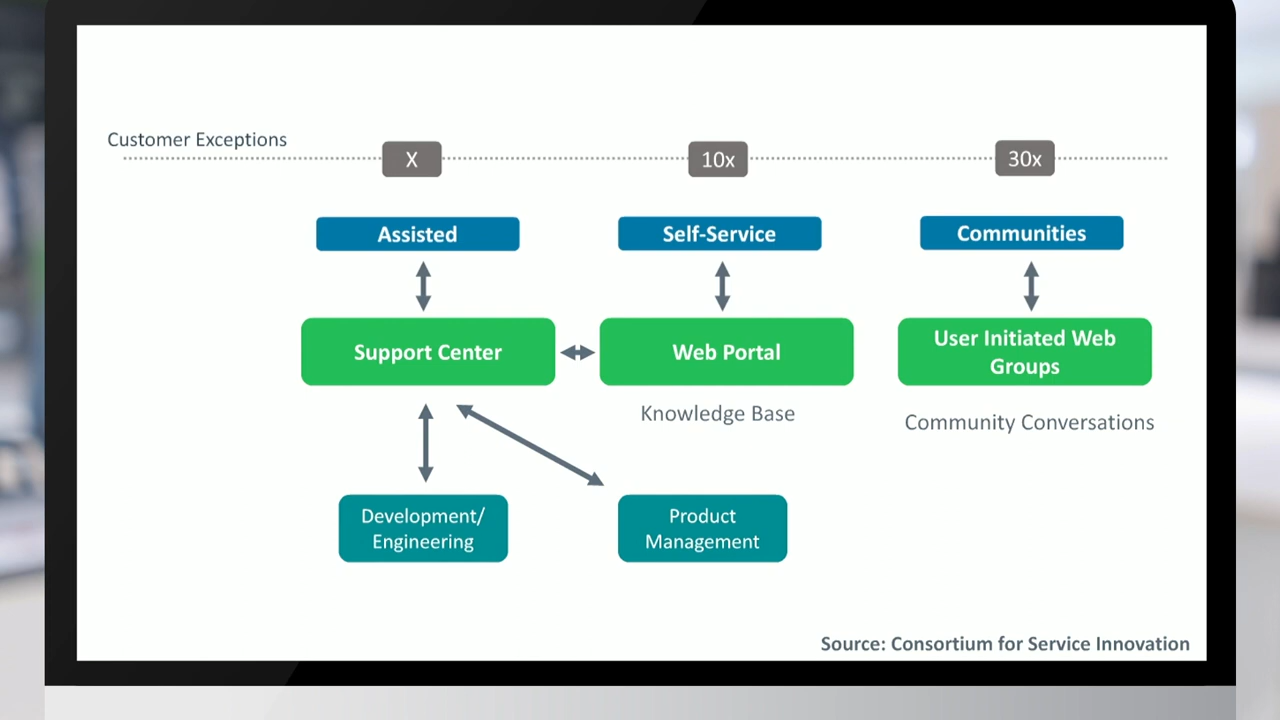 Customer Exceptions
X
10x
30x
Assisted
Self-Service
Communities
Support Center
Web Portal
User Initiated Web
Groups
Knowledge Base
Community Conversations
Development/
Engineering
Product
Management
Source: Consortium for Service Innovation